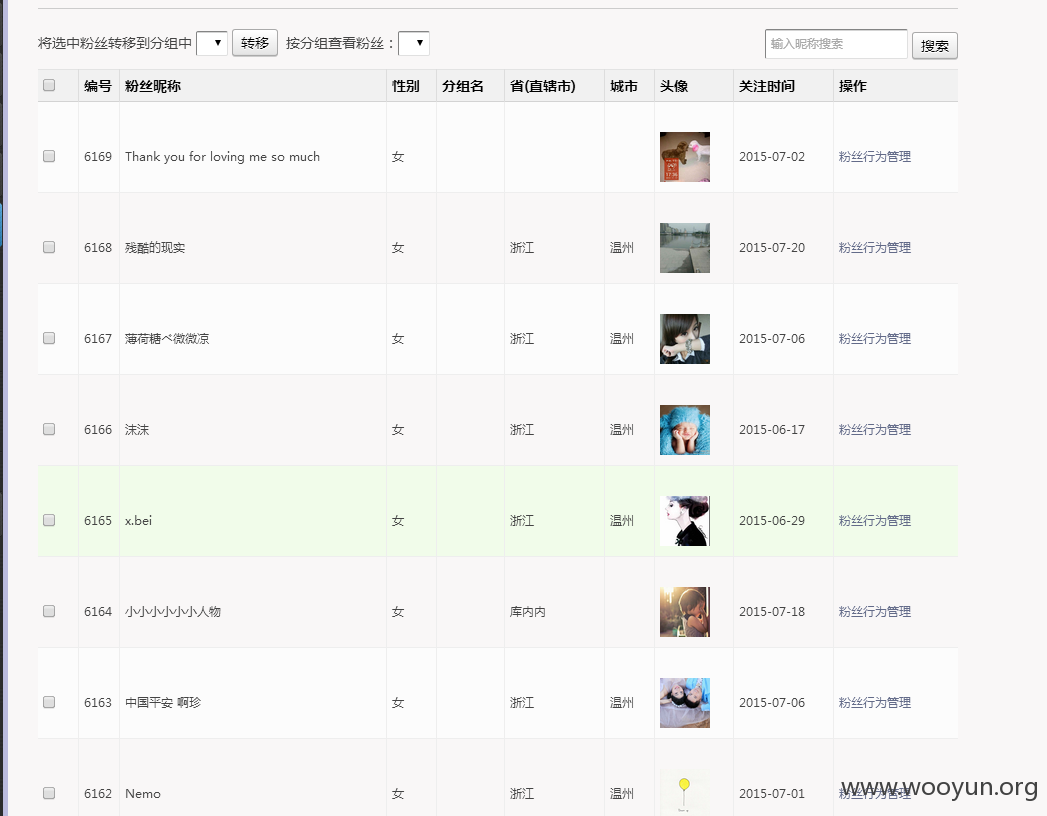 将选中粉丝转移到分组中 转移 按分组查看粉丝： 输入昵称搜索 搜索
编号 粉丝昵称 性别 分组名 省(直辖市) 城市 头像 关注时间 操作
6169 Thank you for loving me so much 女 2015-07-02 粉丝行为管理
6168 残酷的现实 女 浙江 温州 2015-07-20 粉丝行为管理
6167 薄荷糖ペ微微凉 女 浙江 温州 2015-07-06 粉丝行为管理
6166 沫沫 女 浙江 温州 2015-06-17 粉丝行为管理
6165 x.bei 女 浙江 温州 2015-06-29 粉丝行为管理
6164 小小小小小小人物 女 库内内 2015-07-18 粉丝行为管理
6163 中国平安 啊珍 女 浙江 温州 2015-07-06 粉丝行为管理
6162 Nemo 女 浙江 温州 2015-07-01 粉丝行为管理
www.wooyun.org